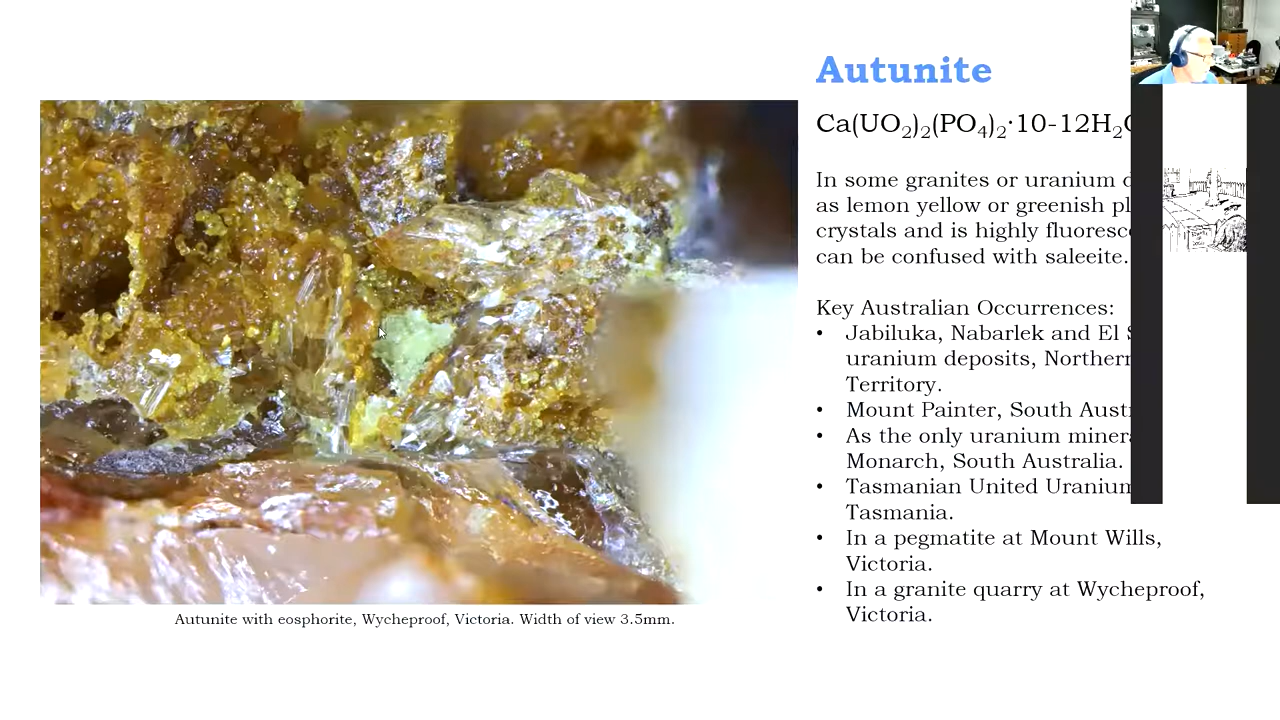 Autunite
Ca(UO2)2(PO4)2·10-12H2
In some granites or uranium
as lemon yellow or greenish
crystals and is highly
can be confused with saleeite.
Key Australian Occurrences:
• Jabiluka, Nabarlek and El
uranium deposits,
Territory.
• Mount Painter, South
• As the only uranium
Monarch, South Australia.
• Tasmanian United Uranium
Tasmania.
• In a pegmatite at Mount Wills,
Victoria.
• In a granite quarry at Wycheproof,
Victoria.
Autunite with eosphorite, Wycheproof, Victoria. Width of view 3.5mm.